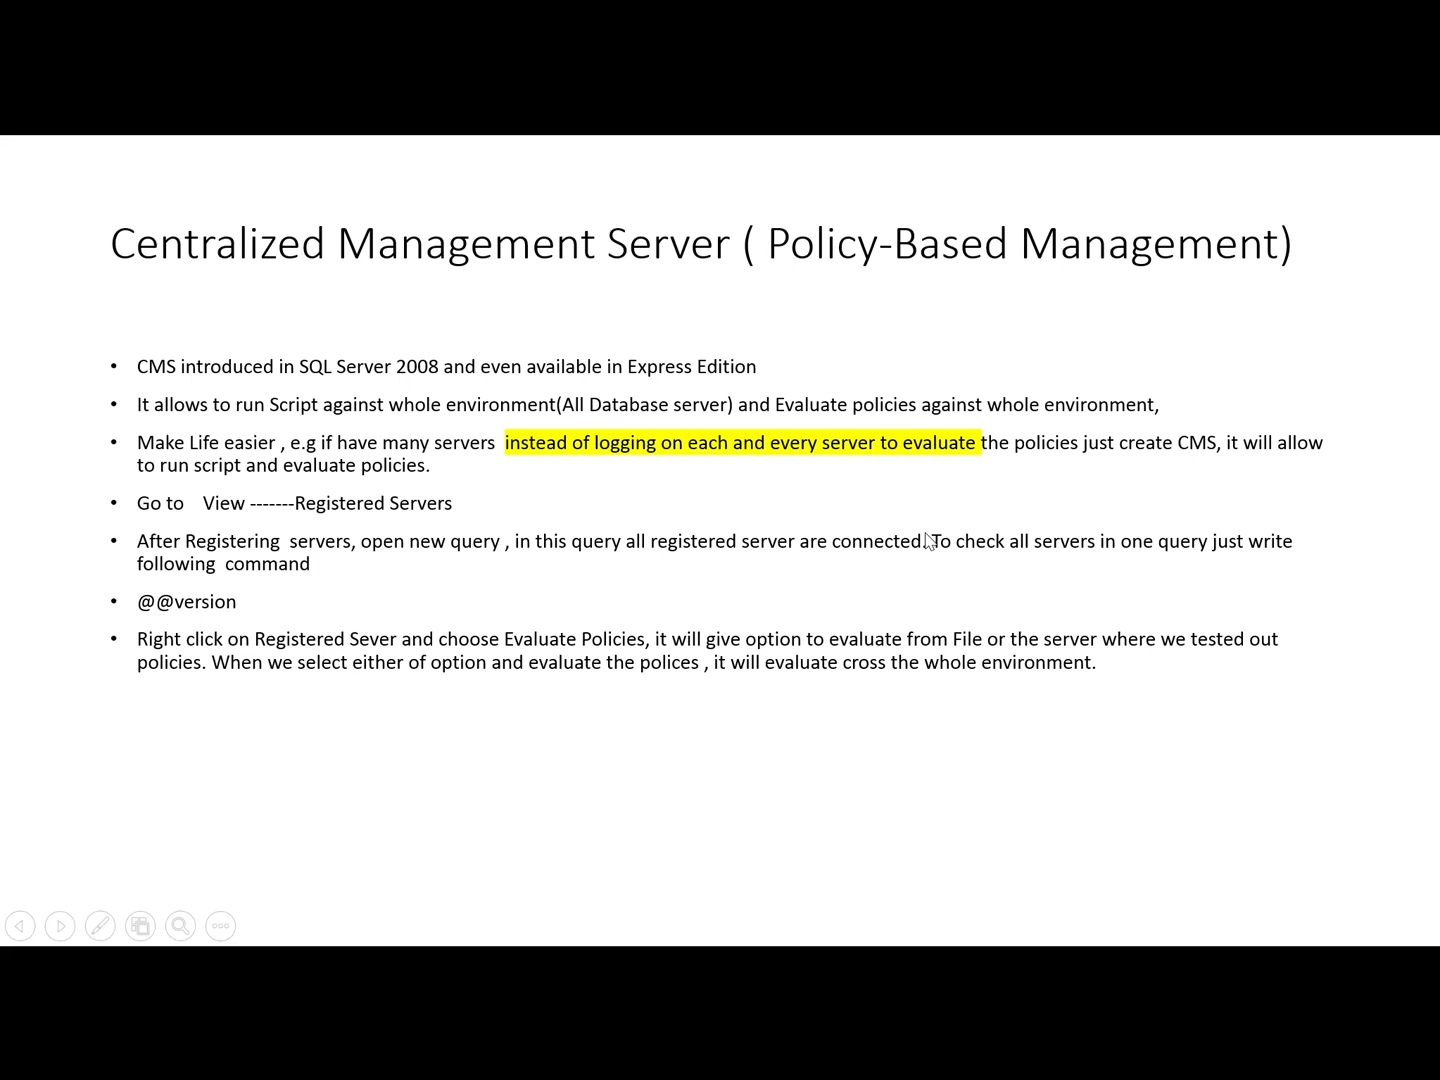 Centralized Management Server ( Policy-Based Management)
• CMS introduced in SQL Server 2008 and even available in Express Edition
• It allows to run Script against whole environment(All Database server) and Evaluate policies against whole environment,
• Make Life easier , e.g if have many servers  instead of logging on each and every server to evaluate the policies just create CMS, it will allow
to run script and evaluate policies.
• Go to    View -------Registered Servers
• After Registering  servers, open new query , in this query all registered server are connected. To check all servers in one query just write
following  command
• @@version
• Right click on Registered Sever and choose Evaluate Policies, it will give option to evaluate from File or the server where we tested out
policies. When we select either of option and evaluate the polices , it will evaluate cross the whole environment.